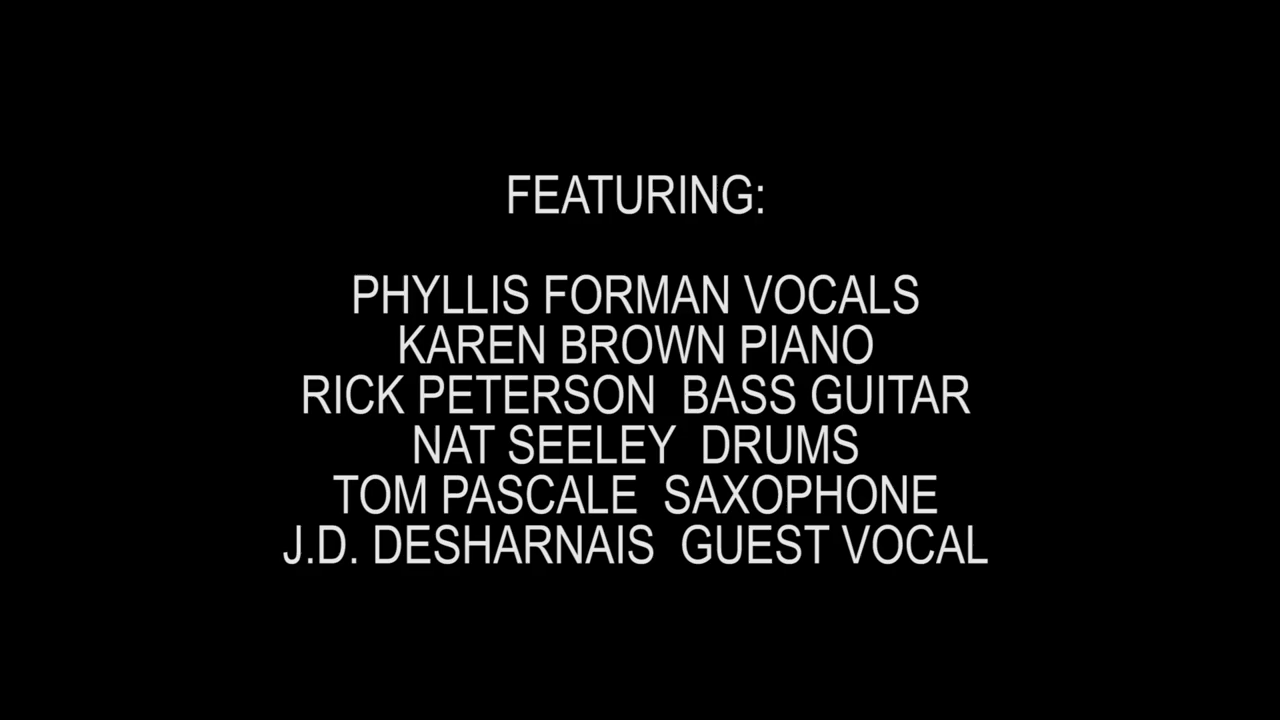 FEATURING:
PHYLLIS FORMAN VOCALS
KAREN BROWN PIANO
RICK PETERSON  BASS GUITAR
NAT SEELEY  DRUMS
TOM PASCALE  SAXOPHONE
J.D. DESHARNAIS  GUEST VOCAL